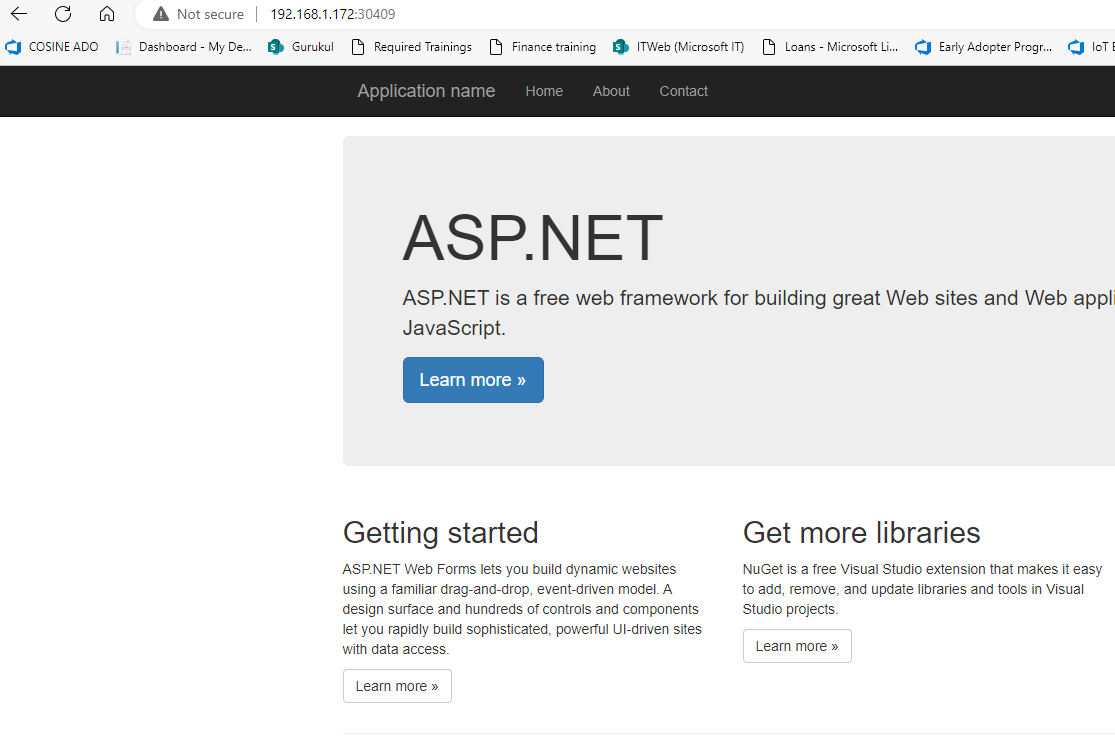 Not secure 192.168.1.172:30409
COSINE ADO Dashboard - My De... Gurukul Required Trainings Finance training ITWeb (Microsoft IT) Loans - Microsoft Li... Early Adopter Progr... IoT E
Application name Home About Contact
ASP.NET
ASP.NET is a free web framework for building great Web sites and Web appli
JavaScript.
Learn more »
Getting started
ASP.NET Web Forms lets you build dynamic websites
using a familiar drag-and-drop, event-driven model. A
design surface and hundreds of controls and components
let you rapidly build sophisticated, powerful UI-driven sites
with data access.
Learn more »
Get more libraries
NuGet is a free Visual Studio extension that makes it easy
to add, remove, and update libraries and tools in Visual
Studio projects.
Learn more »